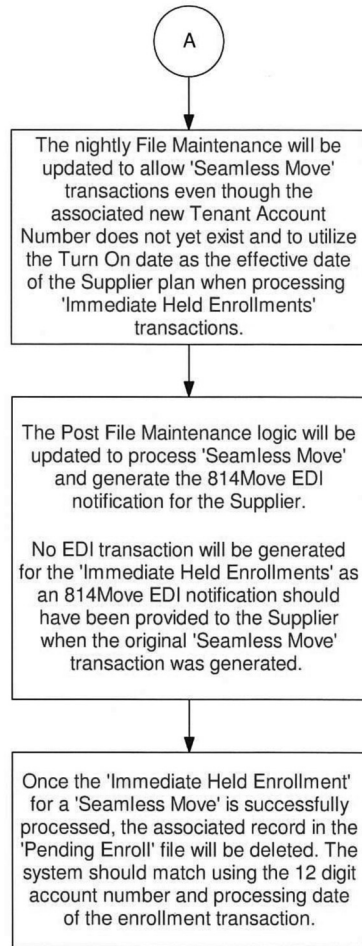 A
The nightly File Maintenance will be
updated to allow 'Seamless Move'
transactions even though the
associated new Tenant Account
Number does not yet exist and to utilize
the Turn On date as the effective date
of the Supplier plan when processing
'Immediate Held Enrollments'
transactions.
The Post File Maintenance logic will be
updated to process 'Seamless Move'
and generate the 814Move EDI
notification for the Supplier.
No EDI transaction will be generated
for the 'Immediate Held Enrollments' as
an 814Move EDI notification should
have been provided to the Supplier
when the original 'Seamless Move'
transaction was generated.
Once the 'Immediate Held Enrollment'
for a 'Seamless Move' is successfully
processed, the associated record in the
'Pending Enroll' file will be deleted. The
system should match using the 12 digit
account number and processing date
of the enrollment transaction.